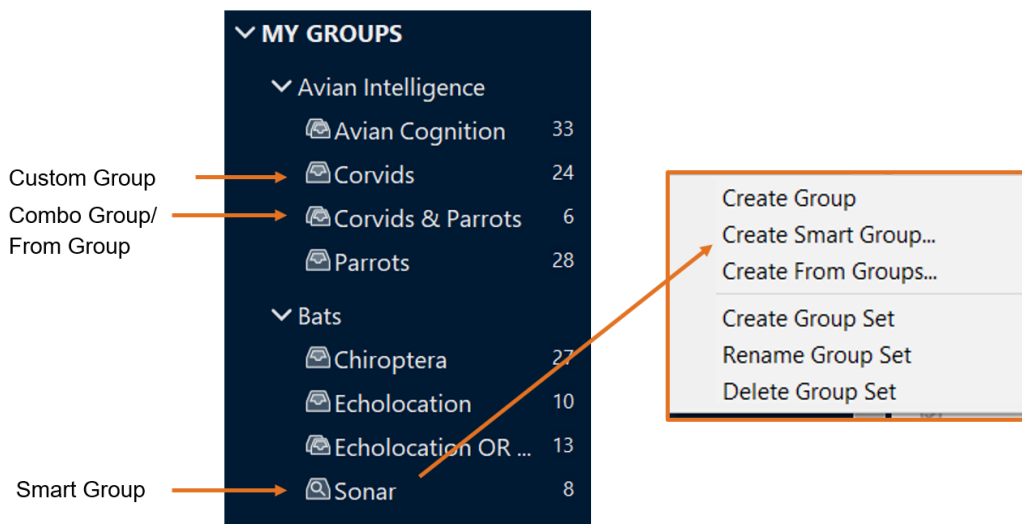 MY GROUPS
Avian Intelligence
Avian Cognition 33
Custom Group
Corvids 24
Combo Group/
From Group
Corvids & Parrots 6
Parrots 28
Bats
Chiroptera 27
Echolocation 10
Echolocation OR ... 13
Smart Group
Sonar 8
Create Group
Create Smart Group...
Create From Groups...
Create Group Set
Rename Group Set
Delete Group Set